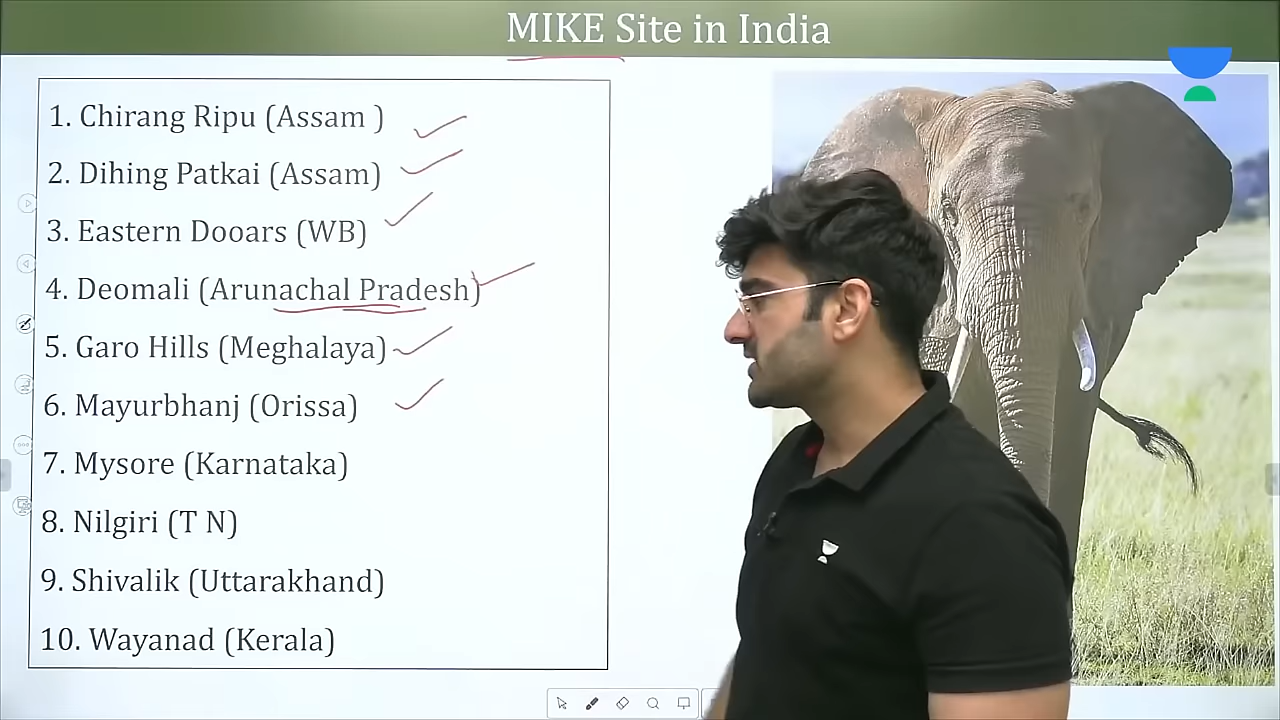 MIKE Site in India
1. Chirang Ripu (Assam )
2. Dihing Patkai (Assam)
3. Eastern Dooars (WB)
4. Deomali (Arunachal Pradesh)
5. Garo Hills (Meghalaya)
6. Mayurbhanj (Orissa)
7. Mysore (Karnataka)
8. Nilgiri (T N)
9. Shivalik (Uttarakhand)
10. Wayanad (Kerala)